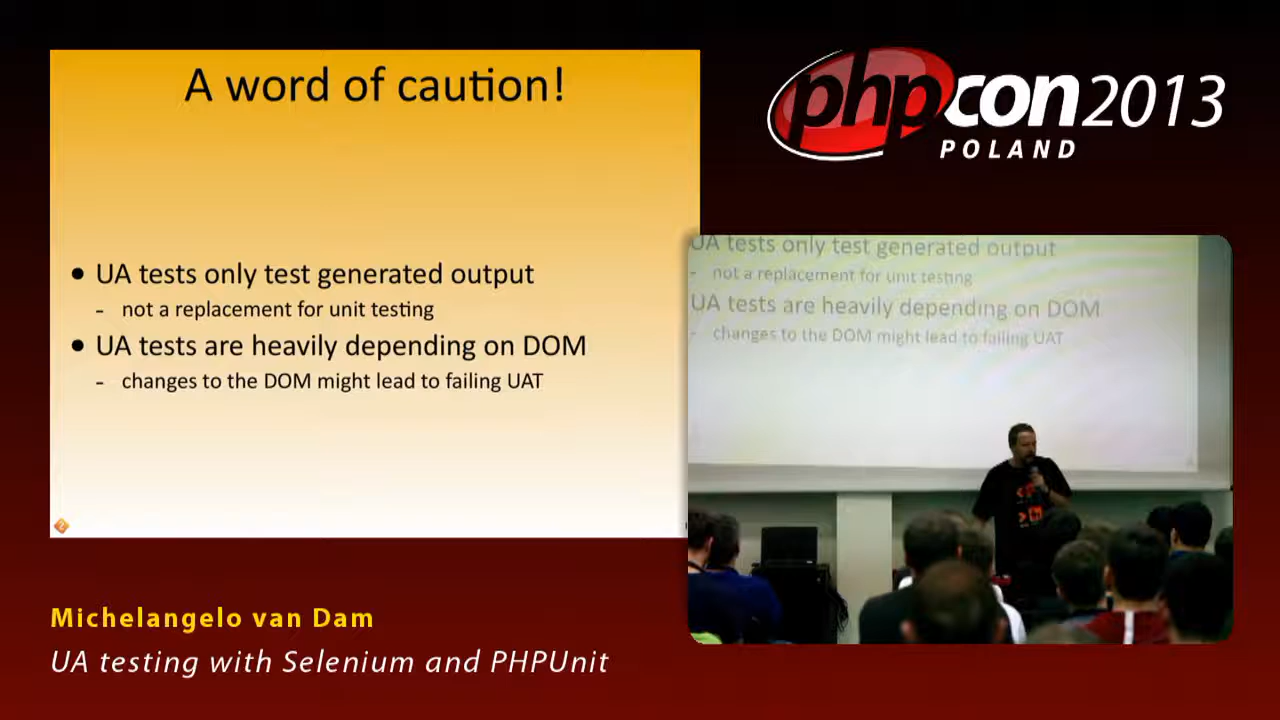 A word of caution!
• UA tests only test generated output
- not a replacement for unit testing
• UA tests are heavily depending on DOM
- changes to the DOM might lead to failing UAT
phpcon2013
POLAND
UA tests only test generated output
- not a replacement for unit testing
UA tests are heavily depending on DOM
- changes to the DOM might lead to failing UAT
Michelangelo van Dam
UA testing with Selenium and PHPUnit